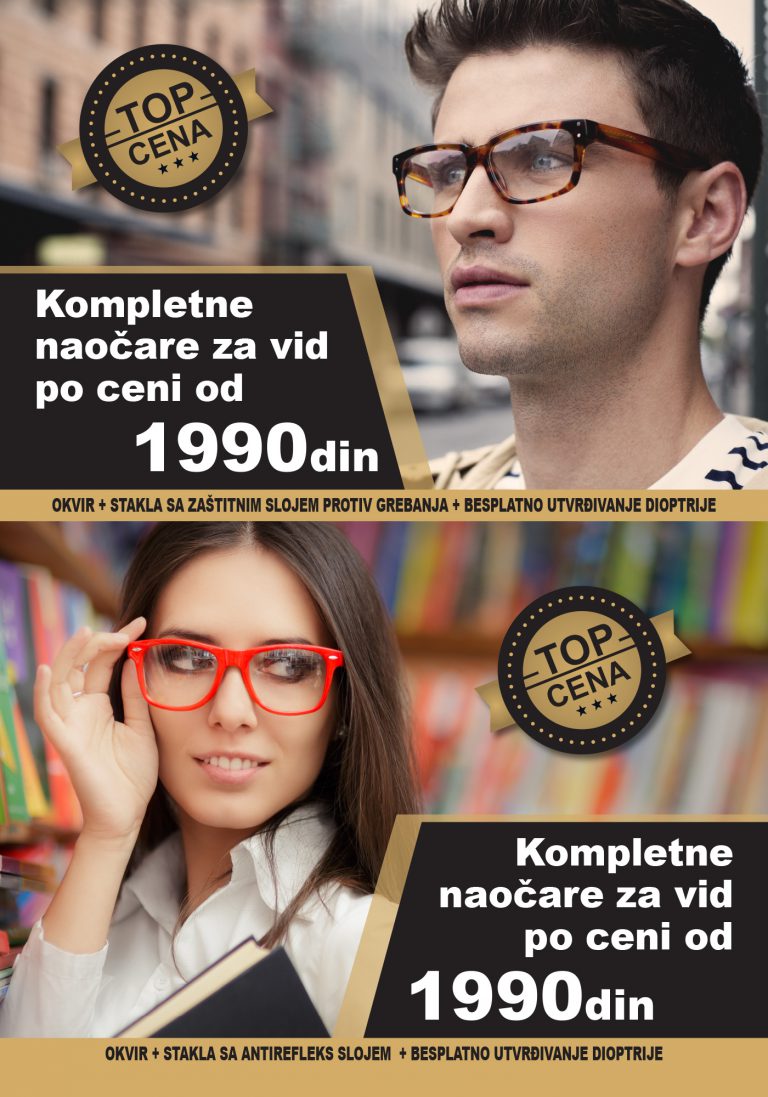 TOP
CENA
Kompletne
naočare za vid
po ceni od
1990din
OKVIR + STAKLA SA ZAŠTITNIM SLOJEM PROTIV GREBANJA + BESPLATNO UTVRĐIVANJE DIOPTRIJE
TOP
CENA
Kompletne
naočare za vid
po ceni od
1990din
OKVIR + STAKLA SA ANTIREFLEKS SLOJEM + BESPLATNO UTVRĐIVANJE DIOPTRIJE